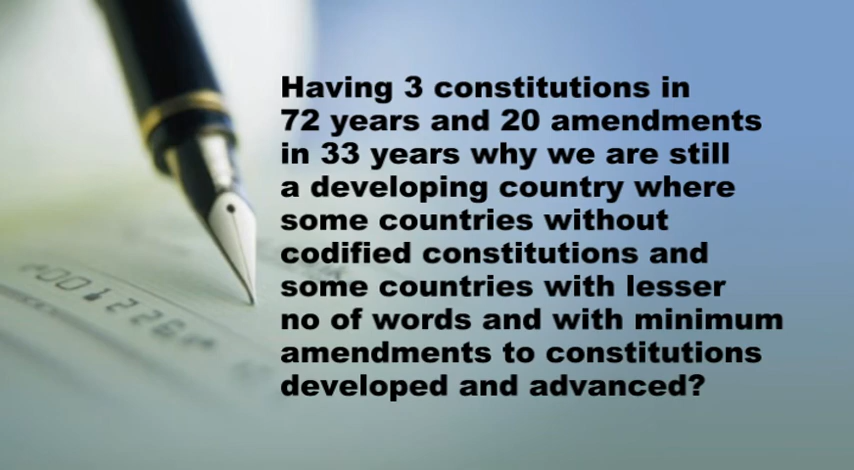 Having 3 constitutions in
72 years and 20 amendments
in 33 years why we are still
a developing country where
some countries without
codified constitutions and
some countries with lesser
no of words and with minimum
amendments to constitutions
developed and advanced?